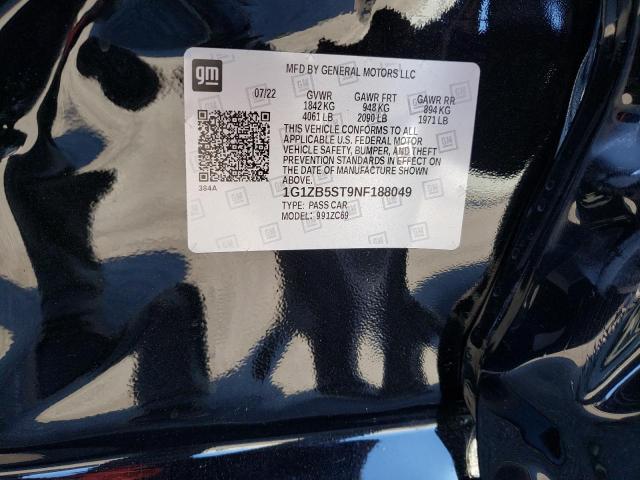 gm
MFD BY GENERAL MOTORS LLC
07/22 GVWR GAWR FRT GAWR RR
1842 KG 948 KG 894 KG
4061 LB 2090 LB 1971 LB
THIS VEHICLE CONFORMS TO ALL
APPLICABLE U.S. FEDERAL MOTOR
VEHICLE SAFETY, BUMPER, AND THEFT
PREVENTION STANDARDS IN EFFECT ON
THE DATE OF MANUFACTURE SHOWN
ABOVE.
384A
1G1ZB5ST9NF188049
TYPE: PASS CAR
MODEL: 991ZC69